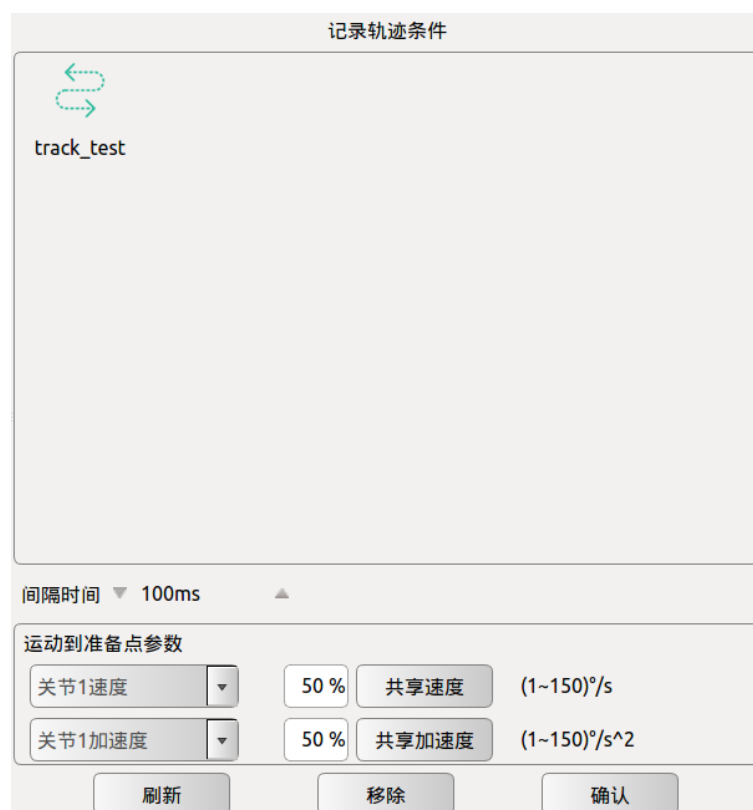 记录轨迹条件
track_test
间隔时间 100ms
运动到准备点参数
关节1速度 50 % 共享速度 (1~150)°/s
关节1加速度 50 % 共享加速度 (1~150)°/s^2
刷新 移除 确认